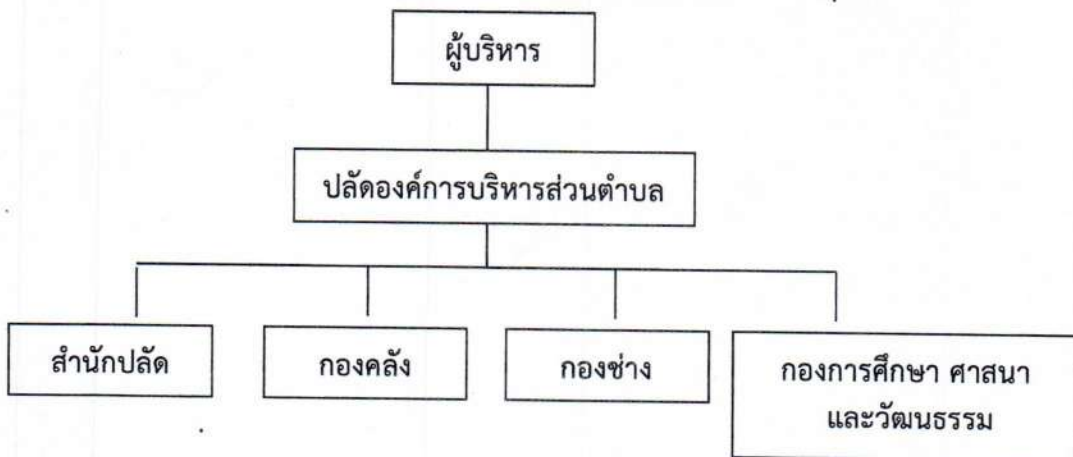 ผู้บริหาร
ปลัดองค์การบริหารส่วนตำบล
สำนักปลัด
กองคลัง
กองช่าง
กองการศึกษา ศาสนา
และวัฒนธรรม